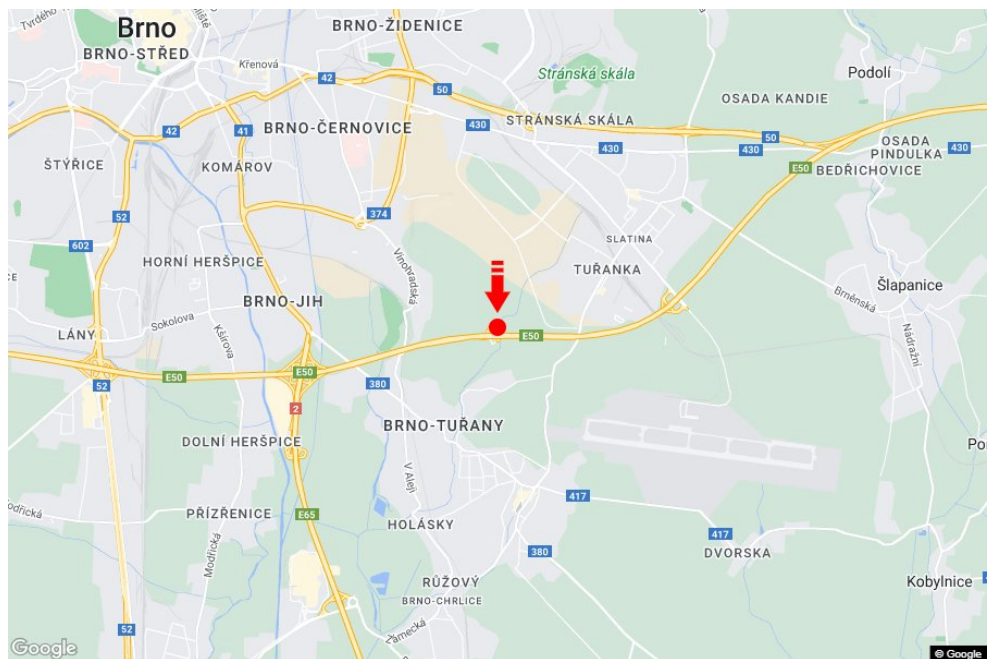 Tvrdého
Brno
BRNO-STŘED
BRNO-ŽIDENICE
Křenová
42
50
Stránská skála
Podolí
OSADA KANDIE
42
41
BRNO-ČERNOVICE
430
STRÁNSKÁ SKÁLA
430
50
430
OSADA
PINDULKA
430
ŠTÝŘICE
KOMÁROV
E50
BEDŘICHOVICE
52
374
602
Vinohradská
SLATINA
HORNÍ HERŠPICE
TUŘANKA
Šlapanice
Brněnská
BRNO-JIH
Sokolova
Kšírova
LÁNY
E50
Nádražní
E50
E50
52
380
2
BRNO-TUŘANY
DOLNÍ HERŠPICE
V Aleji
417
PŘÍZŘENICE
E65
HOLÁSKY
417
Modřická
380
DVORSKA
RŮŽOVÝ
BRNO-CHRLICE
Kobylnice
52
Zámecká
Google
© Google